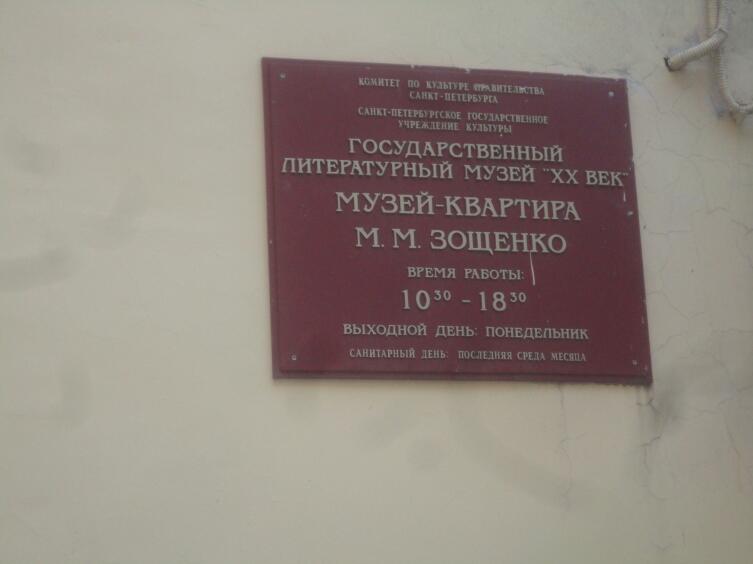 КОМИТЕТ ПО КУЛЬТУРЕ ПРАВИТЕЛЬСТВА
САНКТ-ПЕТЕРБУРГА
САНКТ-ПЕТЕРБУРГСКОЕ ГОСУДАРСТВЕННОЕ
УЧРЕЖДЕНИЕ КУЛЬТУРЫ
ГОСУДАРСТВЕННЫЙ
ЛИТЕРАТУРНЫЙ МУЗЕЙ "XX ВЕК"
МУЗЕЙ-КВАРТИРА
М. М. ЗОЩЕНКО
ВРЕМЯ РАБОТЫ:
10³⁰ - 18³⁰
ВЫХОДНОЙ ДЕНЬ: ПОНЕДЕЛЬНИК
САНИТАРНЫЙ ДЕНЬ: ПОСЛЕДНЯЯ СРЕДА МЕСЯЦА